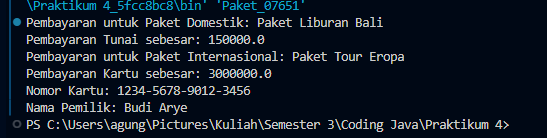 \Praktikum 4_5fcc8bc8\bin' 'Paket_07651'
Pembayaran untuk Paket Domestik: Paket Liburan Bali
Pembayaran Tunai sebesar: 150000.0
Pembayaran untuk Paket Internasional: Paket Tour Eropa
Pembayaran Kartu sebesar: 3000000.0
Nomor Kartu: 1234-5678-9012-3456
Nama Pemilik: Budi Arye
PS C:\Users\agung\Pictures\Kuliah\Semester 3\Coding Java\Praktikum 4>